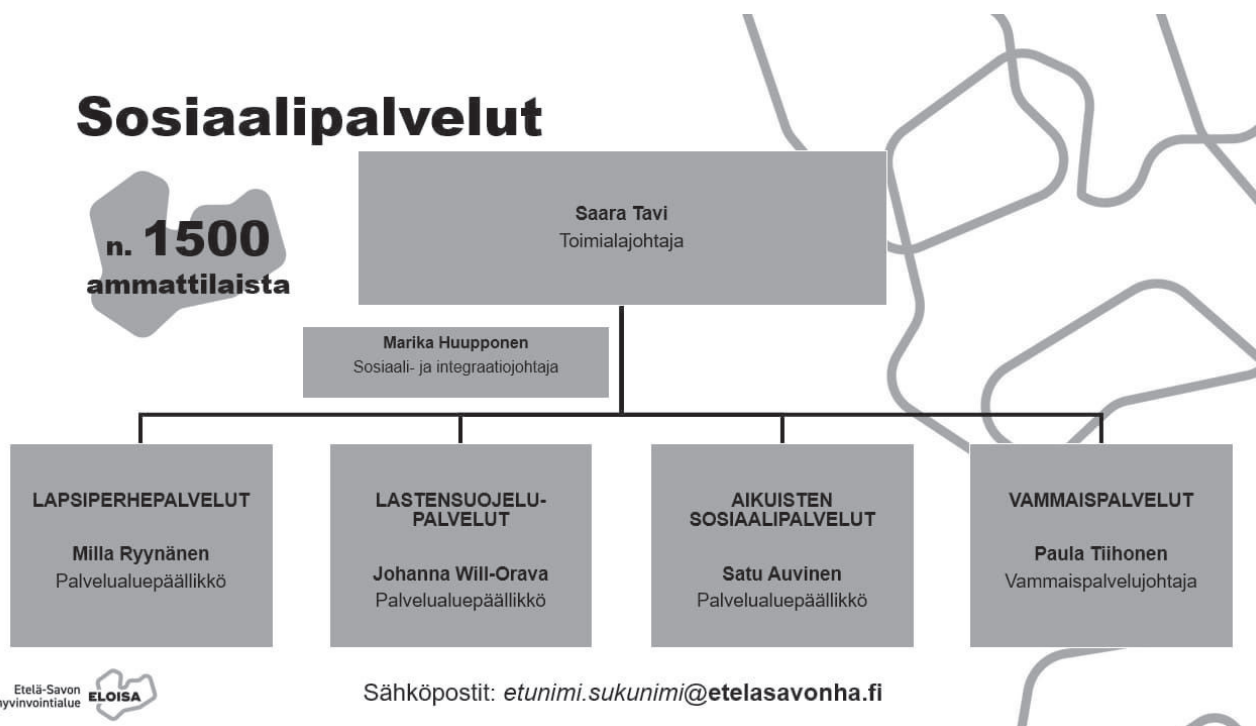 Sosiaalipalvelut
n. 1500
ammattilaista
Saara Tavi
Toimialajohtaja
Marika Huupponen
Sosiaali- ja integraatiojohtaja
LAPSIPERHEPALVELUT
Milla Ryynänen
Palvelualuepäällikkö
LASTENSUOJELU-
PALVELUT
Johanna Will-Orava
Palvelualuepäällikkö
AIKUISTEN
SOSIAALIPALVELUT
Satu Auvinen
Palvelualuepäällikkö
VAMMAISPALVELUT
Paula Tiihonen
Vammaispalvelujohtaja
Etelä-Savon
yvinvointialue
ELOISA
Sähköpostit: etunimi.sukunimi@etelasavonha.fi